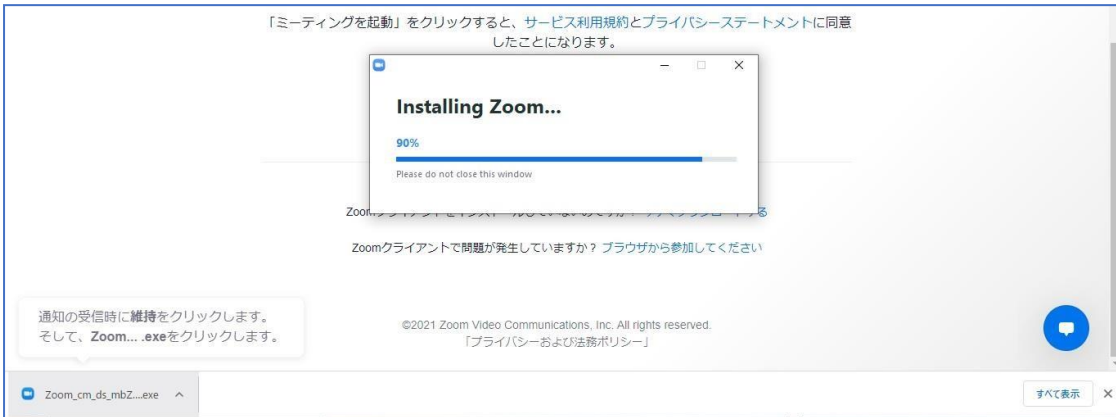 「ミーティングを起動」をクリックすると、サービス利用規約とプライバシーステートメントに同意
したことになります。
Installing Zoom...
90%
Please do not close this window
Zoom
る
Zoomクライアントで問題が発生していますか？ ブラウザから参加してください
通知の受信時に維持をクリックします。
そして、Zoom... .exeをクリックします。
©2021 Zoom Video Communications, Inc. All rights reserved.
「プライバシーおよび法務ポリシー」
Zoom_cm_ds_mbZ....exe
すべて表示